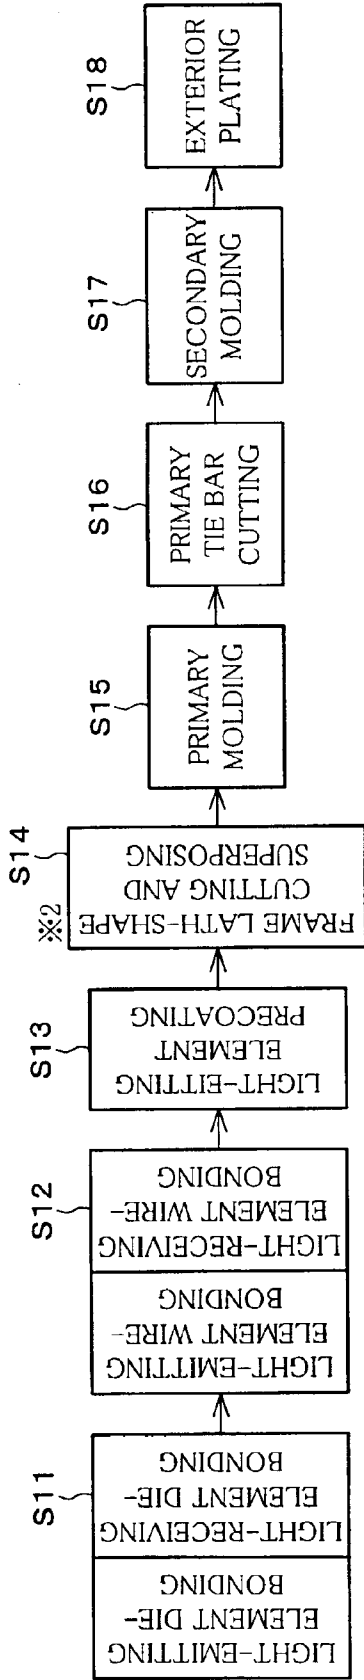 S11
LIGHT-EMITTING
ELEMENT DIE-
BONDING
LIGHT-RECEIVING
ELEMENT DIE-
BONDING
S12
LIGHT-EMITTING
ELEMENT WIRE-
BONDING
LIGHT-RECEIVING
ELEMENT WIRE-
BONDING
S13
LIGHT-EITTING
ELEMENT
PRECOATING
S14
※2
FRAME LATH-SHAPE
CUTTING AND
SUPERPOSING
S15
PRIMARY
MOLDING
S16
PRIMARY
TIE BAR
CUTTING
S17
SECONDARY
MOLDING
S18
EXTERIOR
PLATING